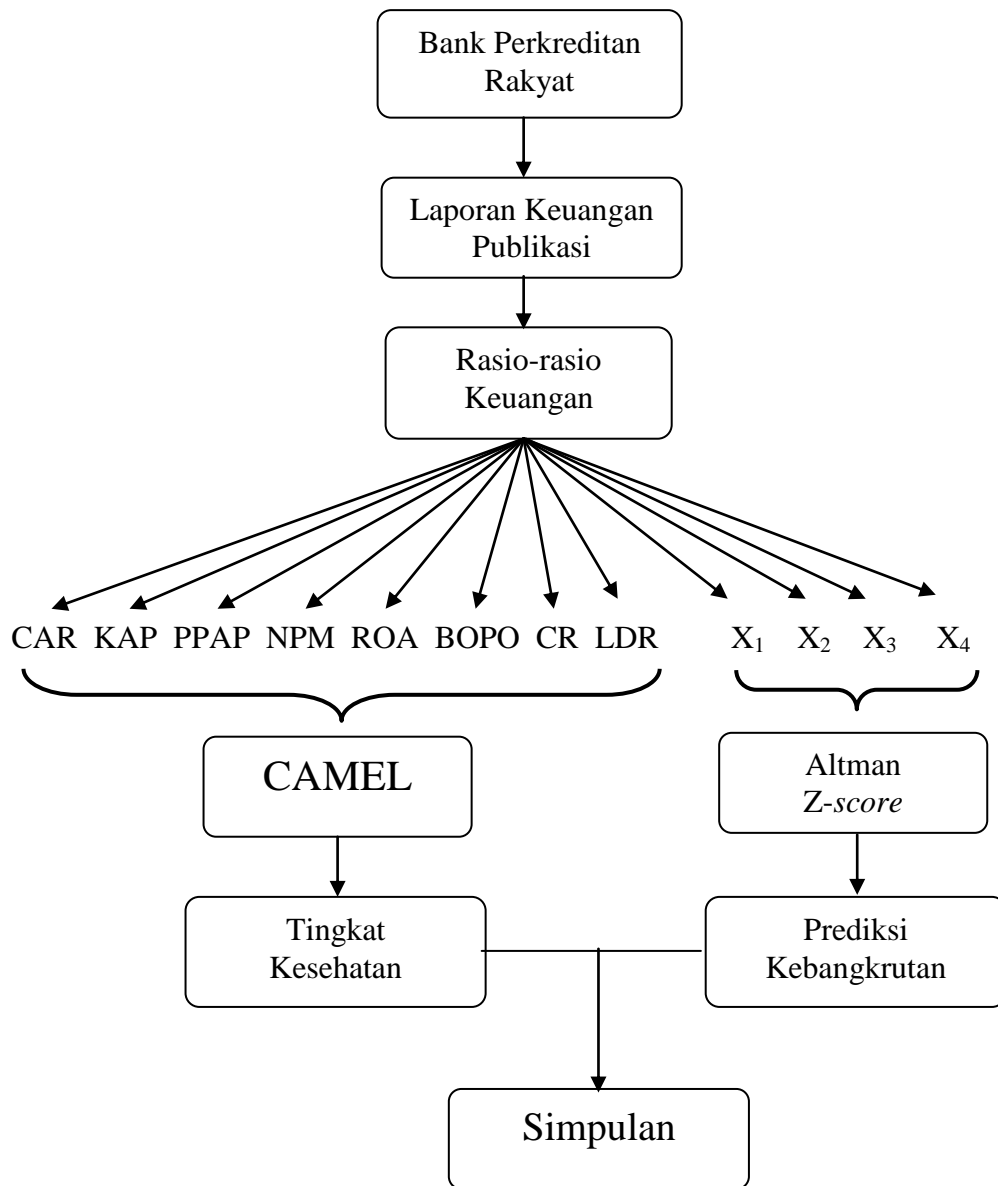 Bank Perkreditan
Rakyat
Laporan Keuangan
Publikasi
Rasio-rasio
Keuangan
CAR KAP PPAP NPM ROA BOPO CR LDR X₁ X₂ X₃ X₄
CAMEL
Altman
Z-score
Tingkat
Kesehatan
Prediksi
Kebangkrutan
Simpulan